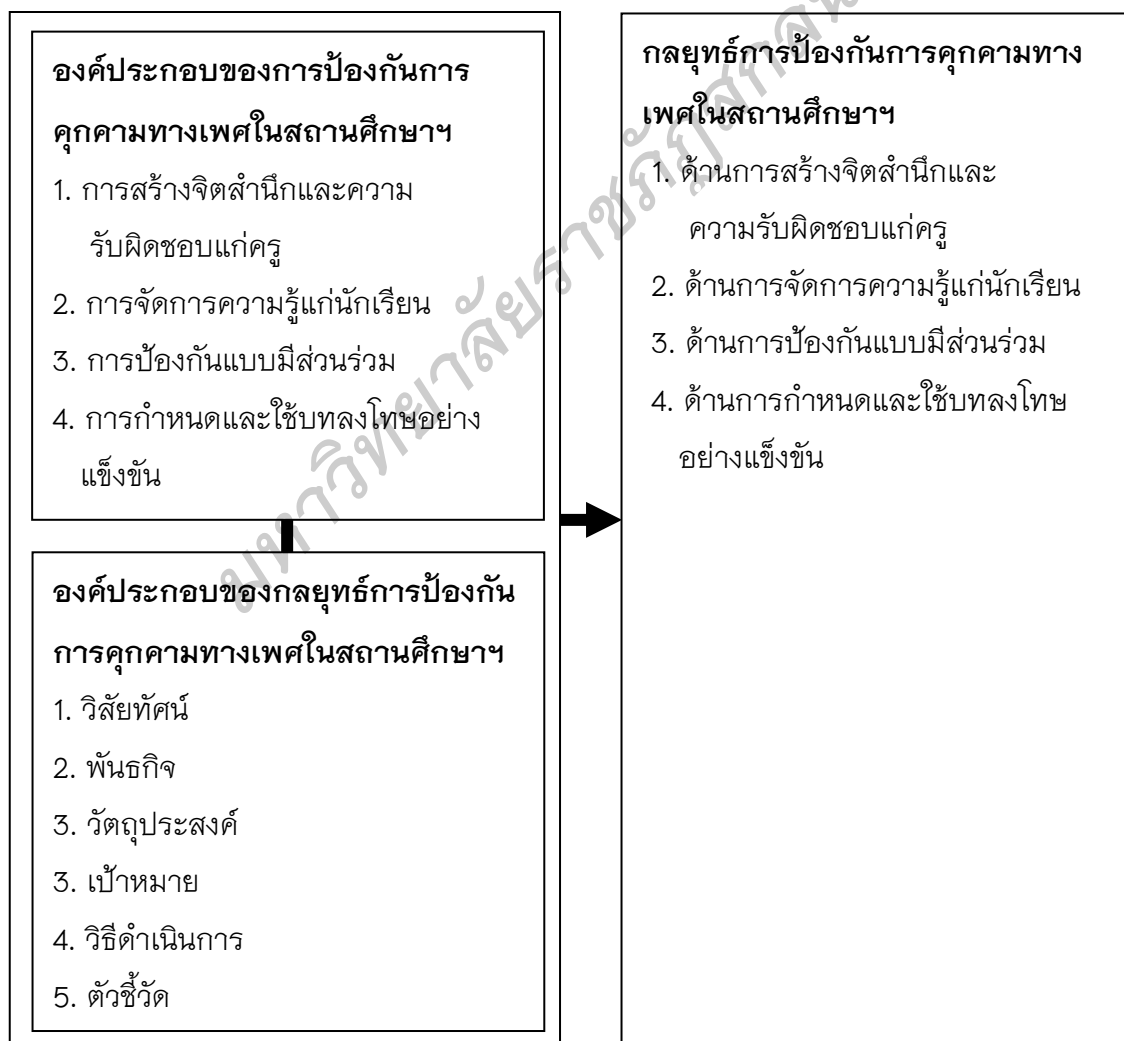 องค์ประกอบของการป้องกันการ
คุกคามทางเพศในสถานศึกษาฯ
1. การสร้างจิตสำนึกและความ
รับผิดชอบแก่ครู
2. การจัดการความรู้แก่นักเรียน
3. การป้องกันแบบมีส่วนร่วม
4. การกำหนดและใช้บทลงโทษอย่าง
แข็งขัน
องค์ประกอบของกลยุทธ์การป้องกัน
การคุกคามทางเพศในสถานศึกษาฯ
1. วิสัยทัศน์
2. พันธกิจ
3. วัตถุประสงค์
3. เป้าหมาย
4. วิธีดำเนินการ
5. ตัวชี้วัด
กลยุทธ์การป้องกันการคุกคามทาง
เพศในสถานศึกษาฯ
1. ด้านการสร้างจิตสำนึกและ
ความรับผิดชอบแก่ครู
2. ด้านการจัดการความรู้แก่นักเรียน
3. ด้านการป้องกันแบบมีส่วนร่วม
4. ด้านการกำหนดและใช้บทลงโทษ
อย่างแข็งขัน
มหาวิทยาลัยราชภัฏ